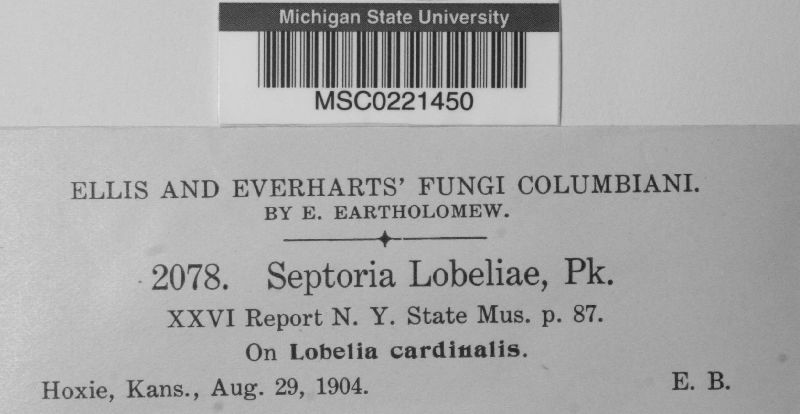 Michigan State University
MSC0221450
ELLIS AND EVERHARTS' FUNGI COLUMBIANI.
BY E. EARTHOLOMEW.
2078. Septoria Lobeliae, Pk.
XXVI Report N. Y. State Mus. p. 87.
On Lobelia cardinalis.
Hoxie, Kans., Aug. 29, 1904. E. B.